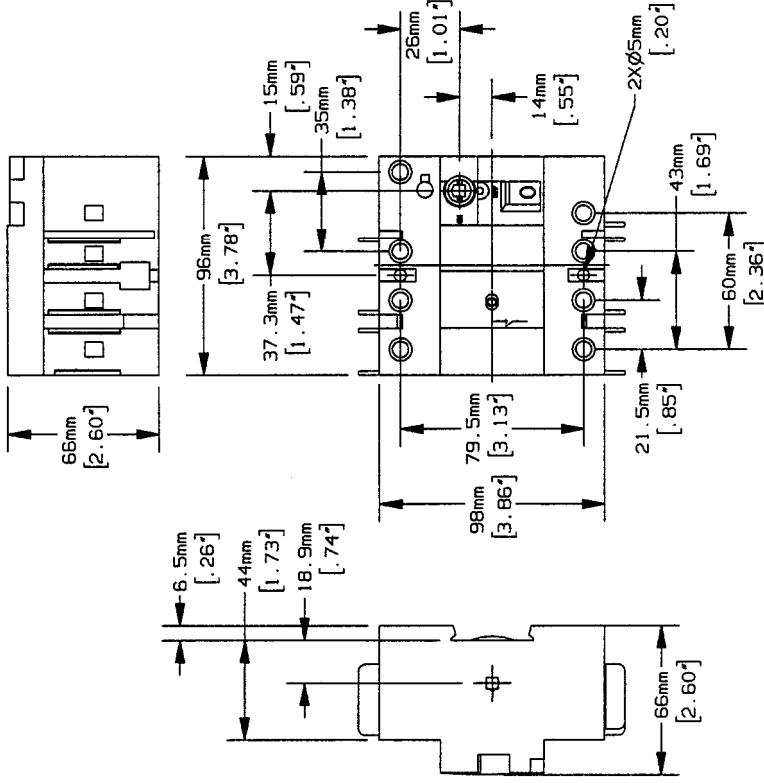 66mm
[2.60"]
96mm
[3.78"]
37.3mm
[1.47"]
15mm
[.59"]
35mm
[1.38"]
26mm
[1.01"]
14mm
[.55"]
2XØ5mm
[.20"]
43mm
[1.69"]
60mm
[2.36"]
21.5mm
[.85"]
79.5mm
[3.13"]
98mm
[3.86"]
O
6.5mm
[.26"]
44mm
[1.73"]
18.9mm
[.74"]
66mm
[2.60"]